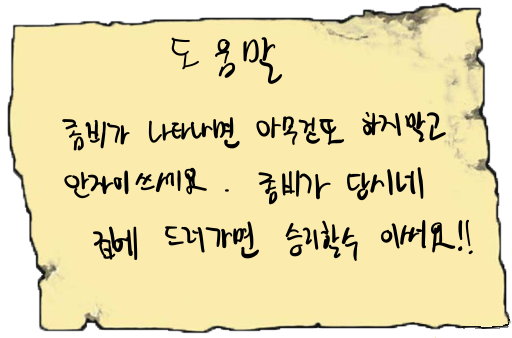 도움말
좀비가 나타나면 아무것도 하지말고
안자이쓰세요. 좀비가 당시네
집에 드러가면 승리할수 이써요!!